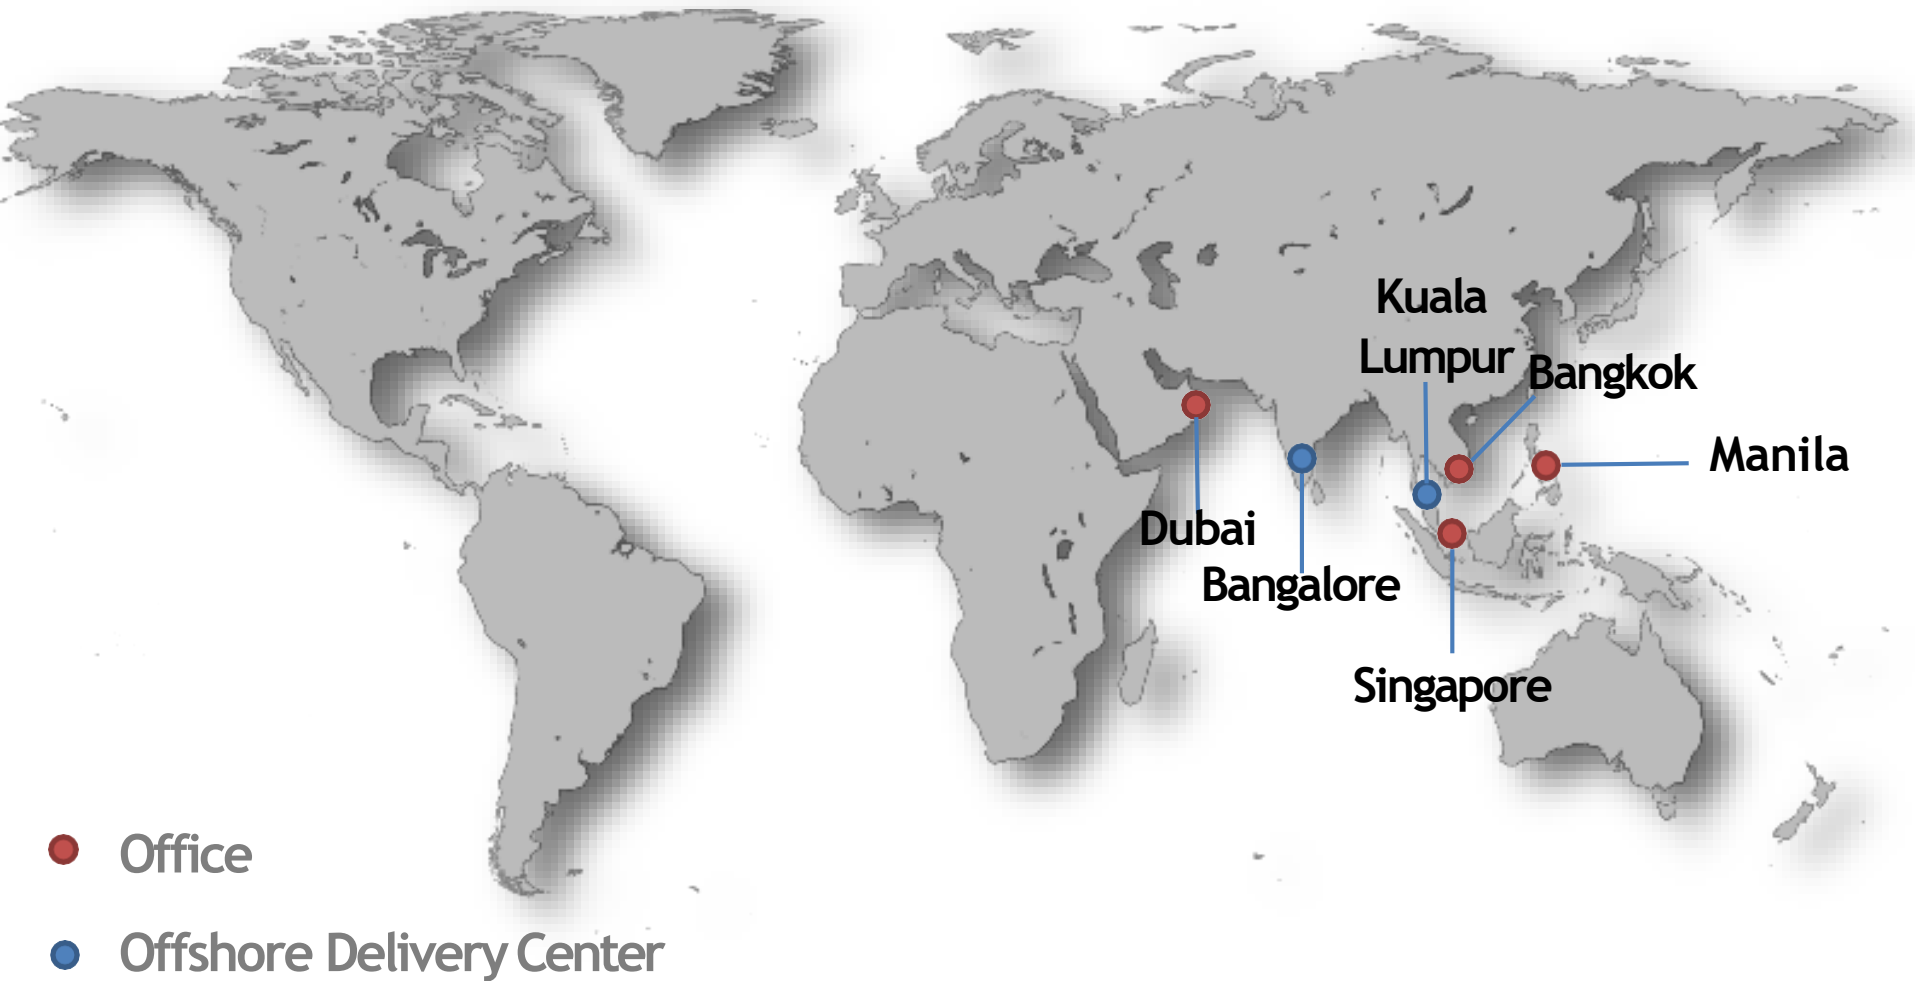 Kuala
Lumpur
Bangkok
Manila
Dubai
Bangalore
Singapore
Office
Offshore Delivery Center